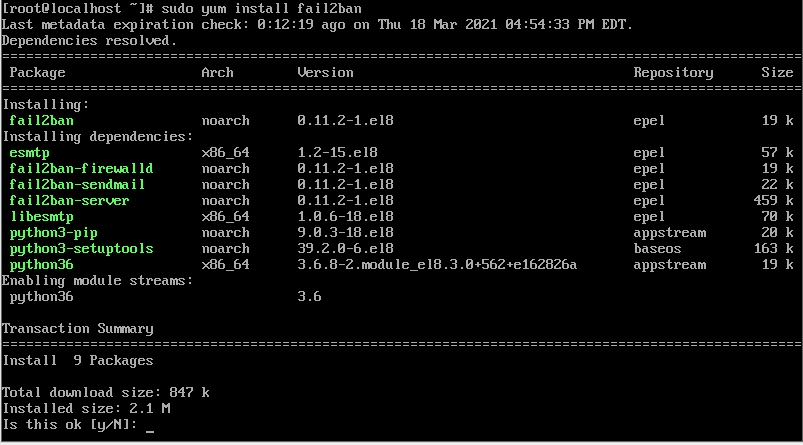 [root@localhost ~]# sudo yum install fail2ban
Last metadata expiration check: 0:12:19 ago on Thu 18 Mar 2021 04:54:33 PM EDT.
Dependencies resolved.
================================================================================
Package Arch Version Repository Size
================================================================================
Installing:
fail2ban noarch 0.11.2-1.el8 epel 19 k
Installing dependencies:
esmtp x86_64 1.2-15.el8 epel 57 k
fail2ban-firewalld noarch 0.11.2-1.el8 epel 19 k
fail2ban-sendmail noarch 0.11.2-1.el8 epel 22 k
fail2ban-server noarch 0.11.2-1.el8 epel 459 k
libesmtp x86_64 1.0.6-18.el8 epel 70 k
python3-pip noarch 9.0.3-18.el8 appstream 20 k
python3-setuptools noarch 39.2.0-6.el8 baseos 163 k
python36 x86_64 3.6.8-2.module_el8.3.0+562+e162826a appstream 19 k
Enabling module streams:
python36 3.6
Transaction Summary
================================================================================
Install 9 Packages
Total download size: 847 k
Installed size: 2.1 M
Is this ok [y/N]: _